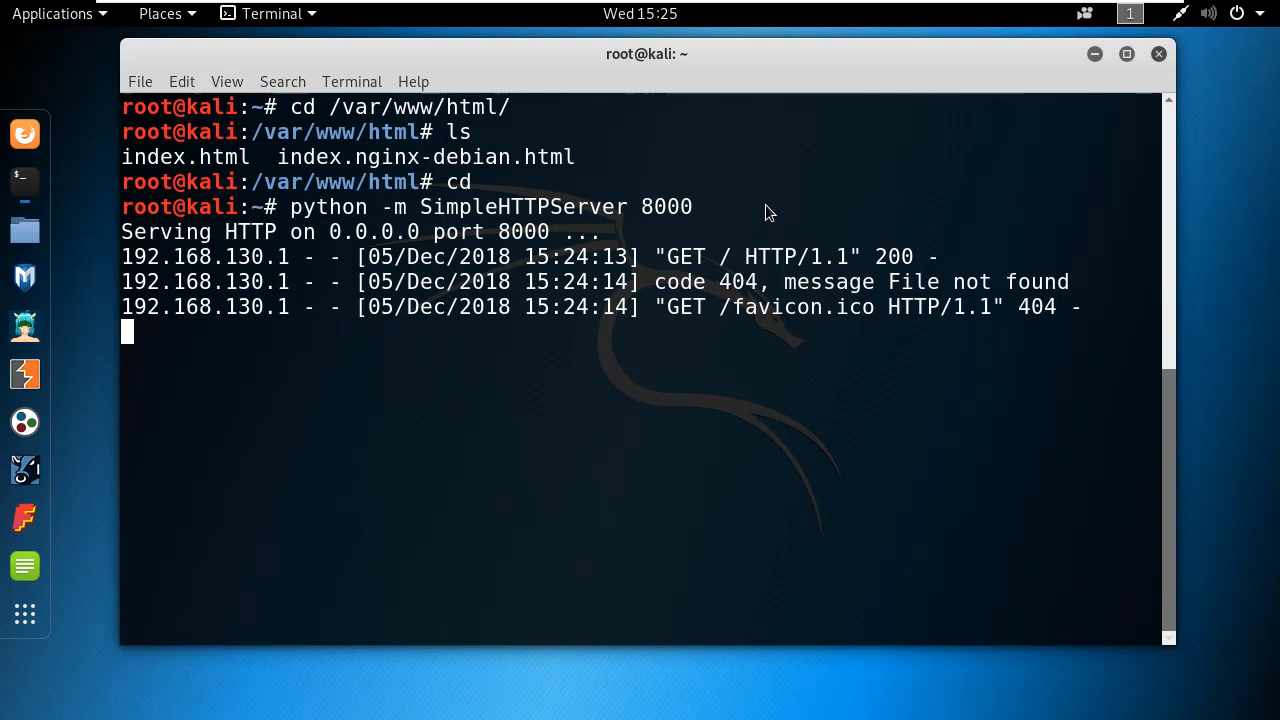 Applications Places Terminal Wed 15:25 1
root@kali: ~
File Edit View Search Terminal Help
root@kali:~# cd /var/www/html/
root@kali:/var/www/html# ls
index.html  index.nginx-debian.html
root@kali:/var/www/html# cd
root@kali:~# python -m SimpleHTTPServer 8000
Serving HTTP on 0.0.0.0 port 8000 ...
192.168.130.1 - - [05/Dec/2018 15:24:13] "GET / HTTP/1.1" 200 -
192.168.130.1 - - [05/Dec/2018 15:24:14] code 404, message File not found
192.168.130.1 - - [05/Dec/2018 15:24:14] "GET /favicon.ico HTTP/1.1" 404 -